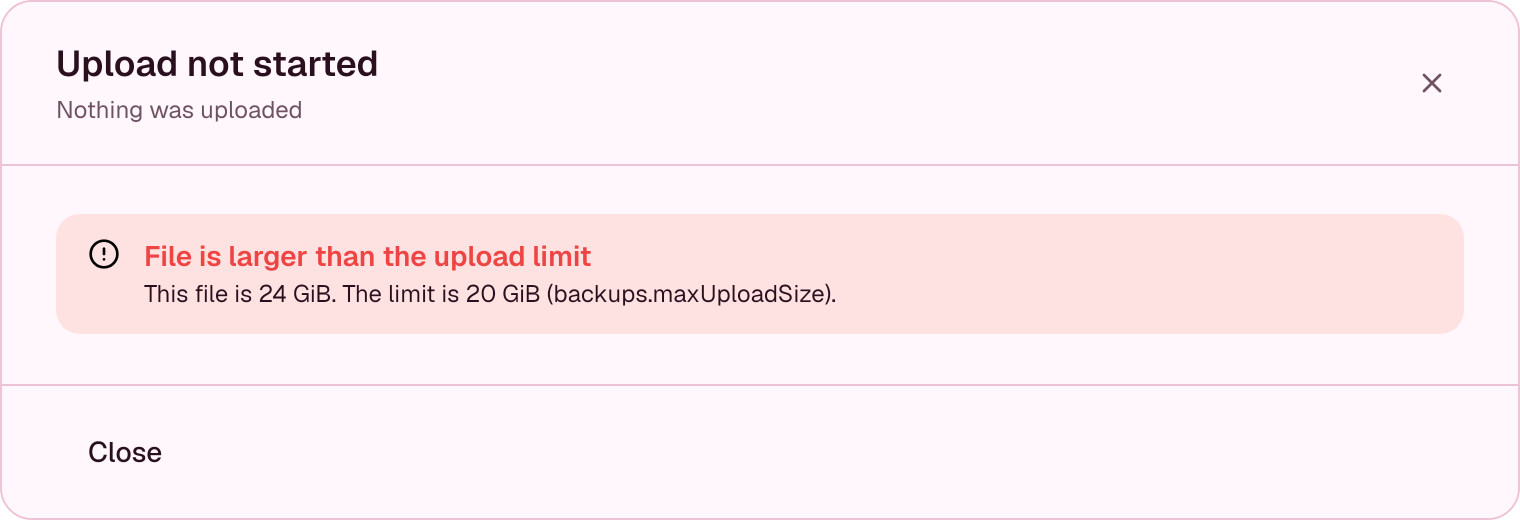 Upload not started
Nothing was uploaded
File is larger than the upload limit
This file is 24 GiB. The limit is 20 GiB (backups.maxUploadSize).
Close